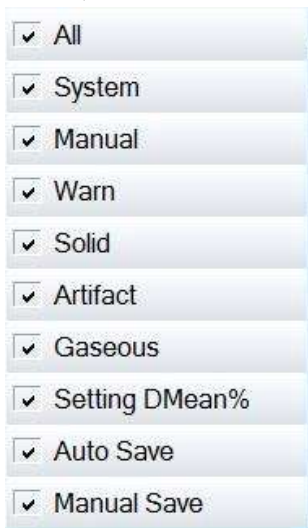 All
System
Manual
Warn
Solid
Artifact
Gaseous
Setting DMean%
Auto Save
Manual Save